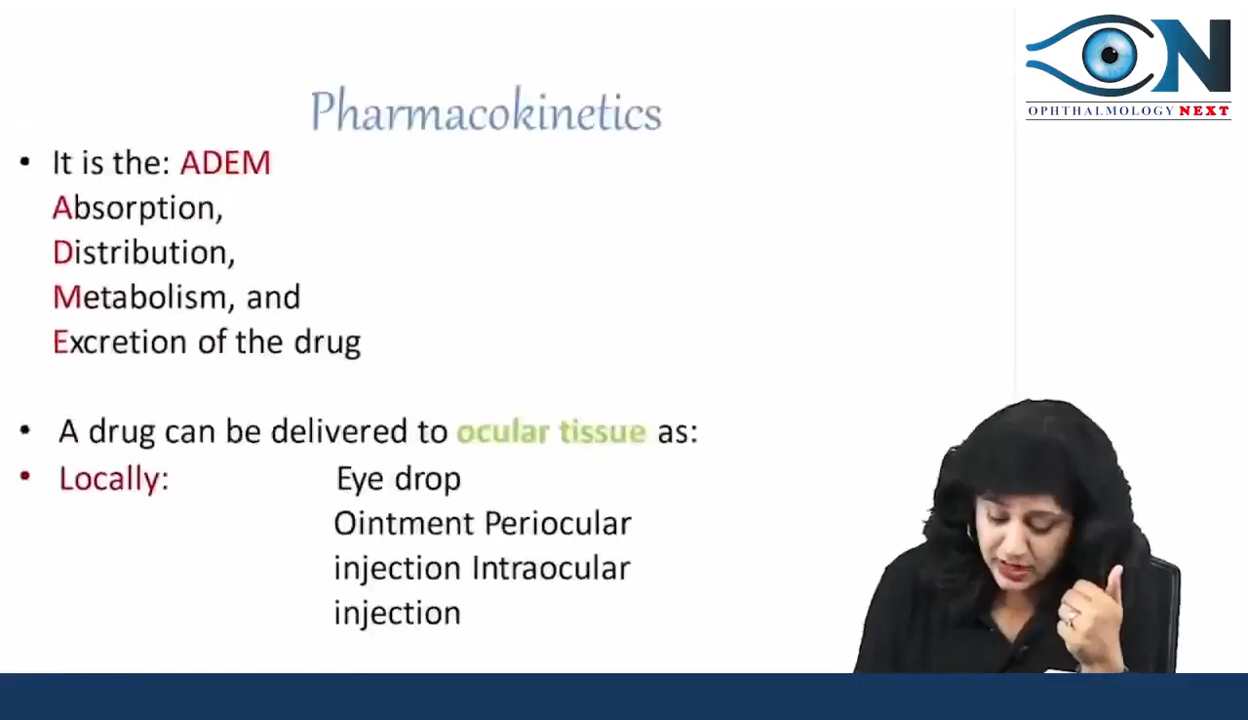 Pharmacokinetics
• It is the: ADEM
Absorption,
Distribution,
Metabolism, and
Excretion of the drug
• A drug can be delivered to ocular tissue as:
• Locally: Eye drop
Ointment Periocular
injection Intraocular
injection
N
OPHTHALMOLOGY NEXT